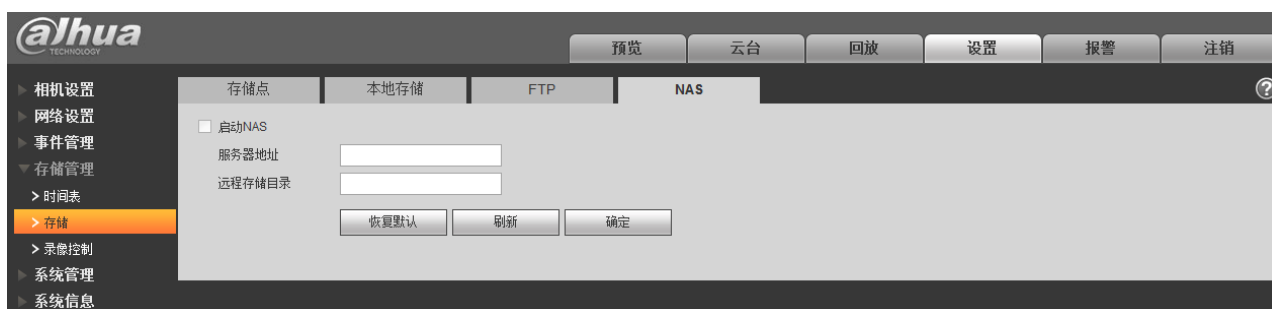 alhua
TECHNOLOGY
预览 云台 回放 设置 报警 注销
相机设置
网络设置
事件管理
存储管理
> 时间表
> 存储
> 录像控制
系统管理
系统信息
存储点 本地存储 FTP NAS
?
启动NAS
服务器地址
远程存储目录
恢复默认 刷新 确定